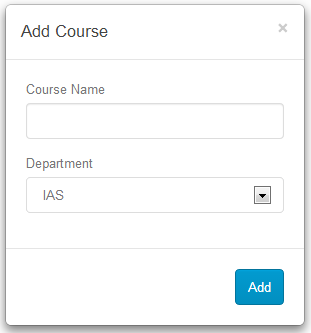 Add Course ×
Course Name
Department
IAS
Add